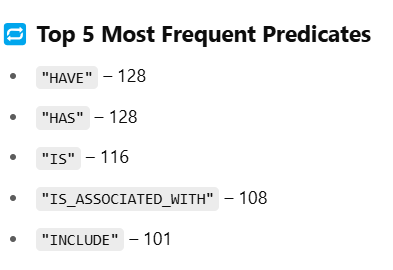 Top 5 Most Frequent Predicates
"HAVE" – 128
"HAS" – 128
"IS" – 116
"IS_ASSOCIATED_WITH" – 108
"INCLUDE" – 101